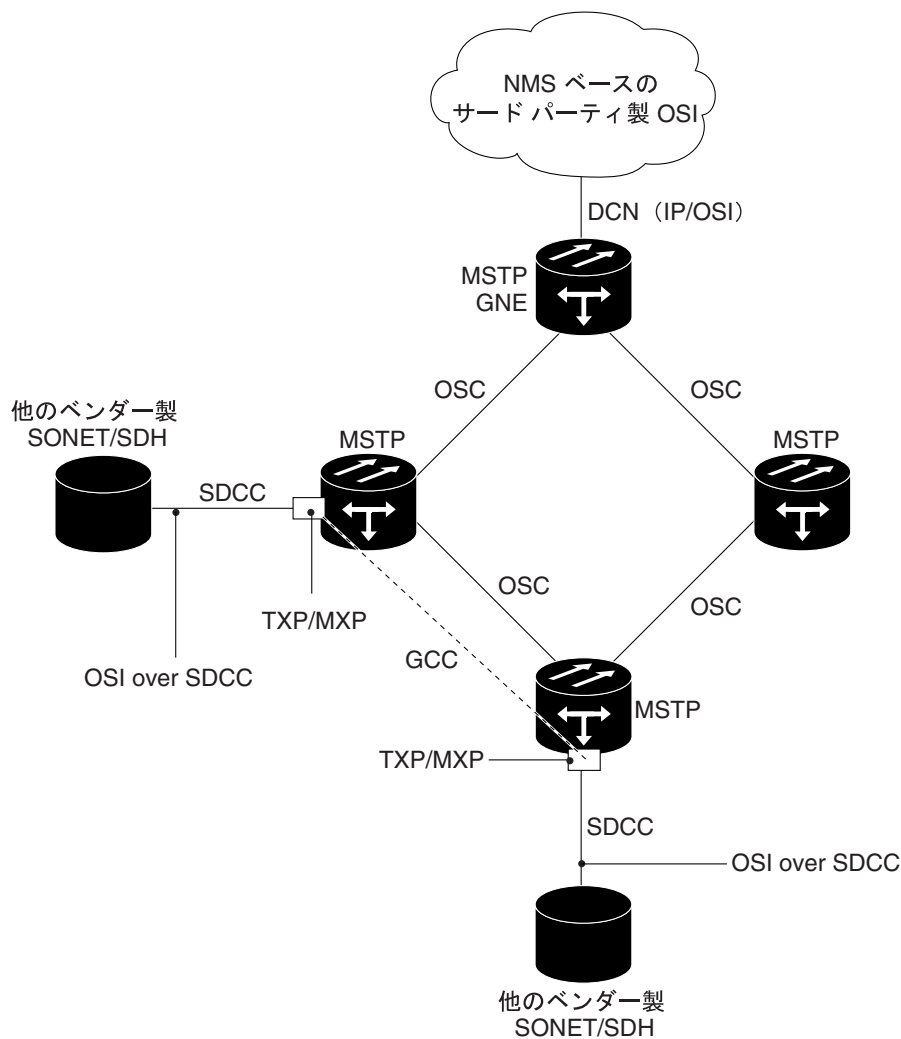 NMS ベースの
サード パーティ製 OSI
DCN（IP/OSI）
MSTP
GNE
OSC
OSC
他のベンダー製
SONET/SDH
MSTP
MSTP
SDCC
OSC
OSC
TXP/MXP
GCC
OSI over SDCC
MSTP
TXP/MXP
SDCC
OSI over SDCC
他のベンダー製
SONET/SDH